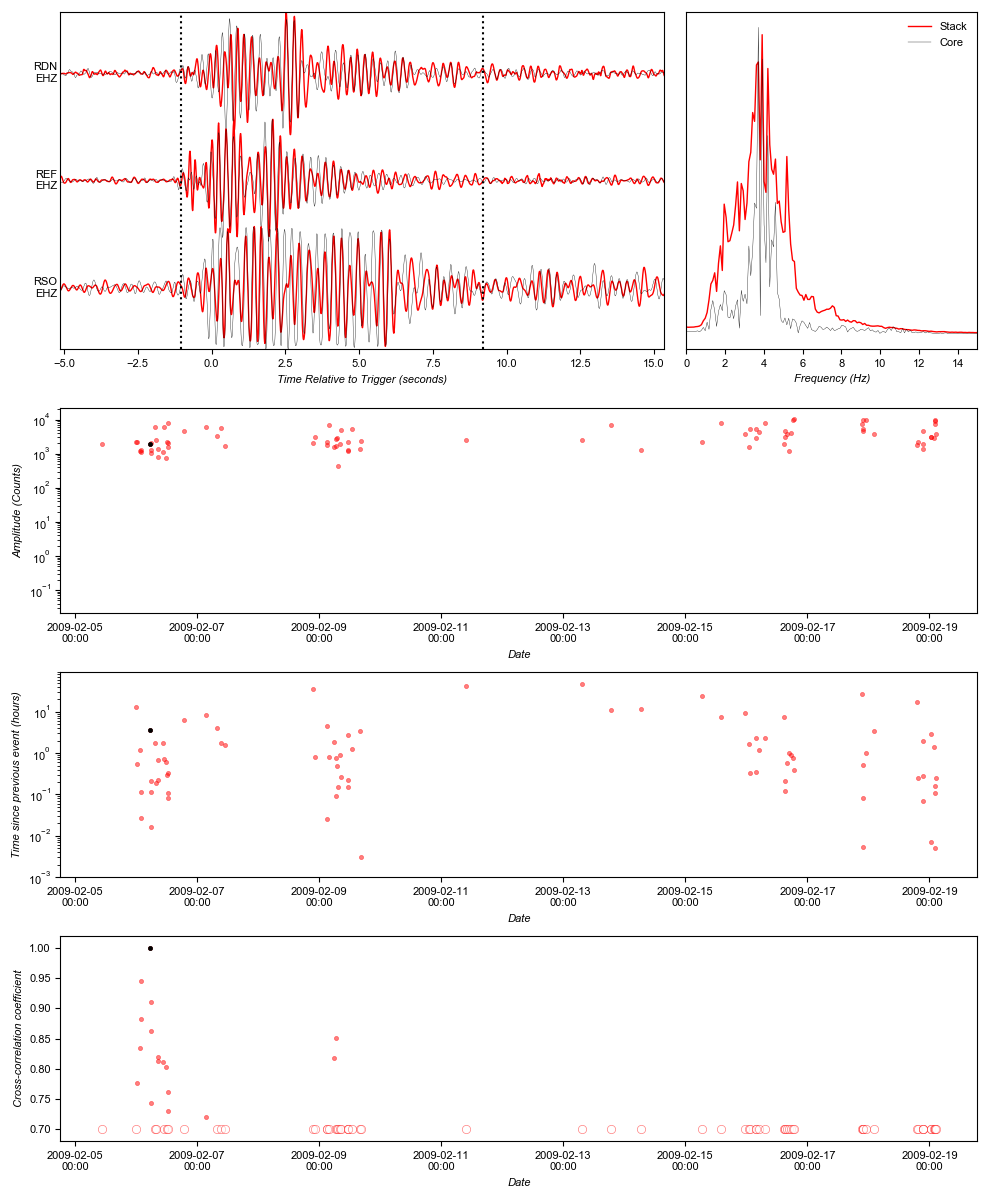 RDN
EHZ
REF
EHZ
RSO
EHZ
−5.0 −2.5 0.0 2.5 5.0 7.5 10.0 12.5 15.0
Time Relative to Trigger (seconds)
Stack
Core
0 2 4 6 8 10 12 14
Frequency (Hz)
Amplitude (Counts)
10^4
10^3
10^2
10^1
10^0
10^−1
2009-02-05 2009-02-07 2009-02-09 2009-02-11 2009-02-13 2009-02-15 2009-02-17 2009-02-19
00:00 00:00 00:00 00:00 00:00 00:00 00:00 00:00
Date
Time since previous event (hours)
10^1
10^0
10^−1
10^−2
10^−3
2009-02-05 2009-02-07 2009-02-09 2009-02-11 2009-02-13 2009-02-15 2009-02-17 2009-02-19
00:00 00:00 00:00 00:00 00:00 00:00 00:00 00:00
Date
Cross-correlation coefficient
1.00
0.95
0.90
0.85
0.80
0.75
0.70
2009-02-05 2009-02-07 2009-02-09 2009-02-11 2009-02-13 2009-02-15 2009-02-17 2009-02-19
00:00 00:00 00:00 00:00 00:00 00:00 00:00 00:00
Date